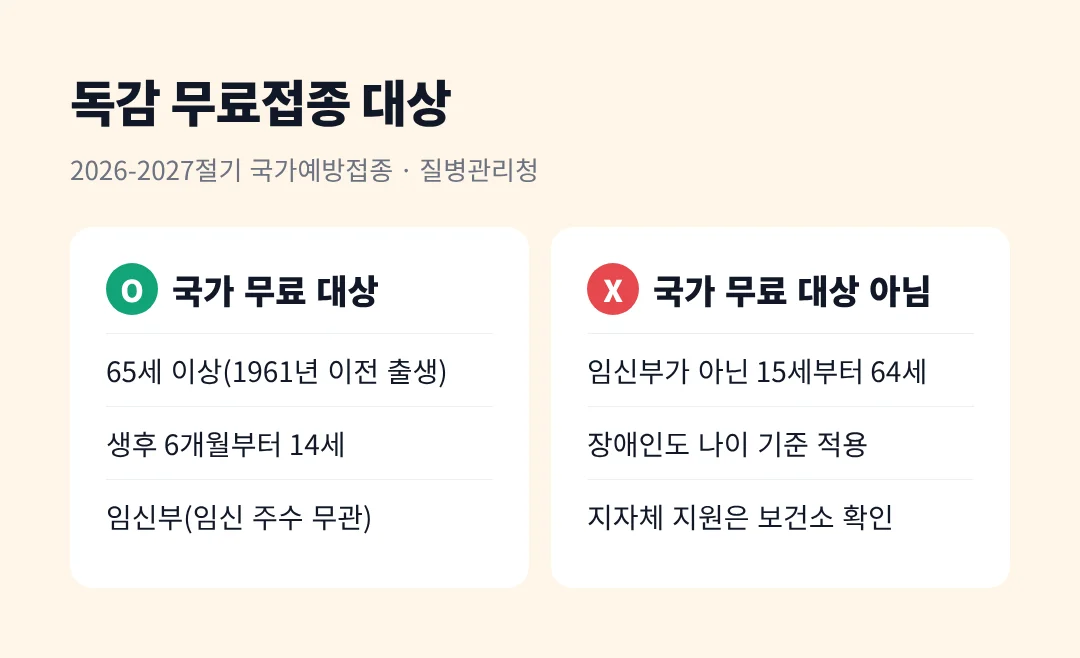 독감 무료접종 대상
2026-2027절기 국가예방접종 · 질병관리청
O 국가 무료 대상
65세 이상(1961년 이전 출생)
생후 6개월부터 14세
임신부(임신 주수 무관)
X 국가 무료 대상 아님
임신부가 아닌 15세부터 64세
장애인도 나이 기준 적용
지자체 지원은 보건소 확인